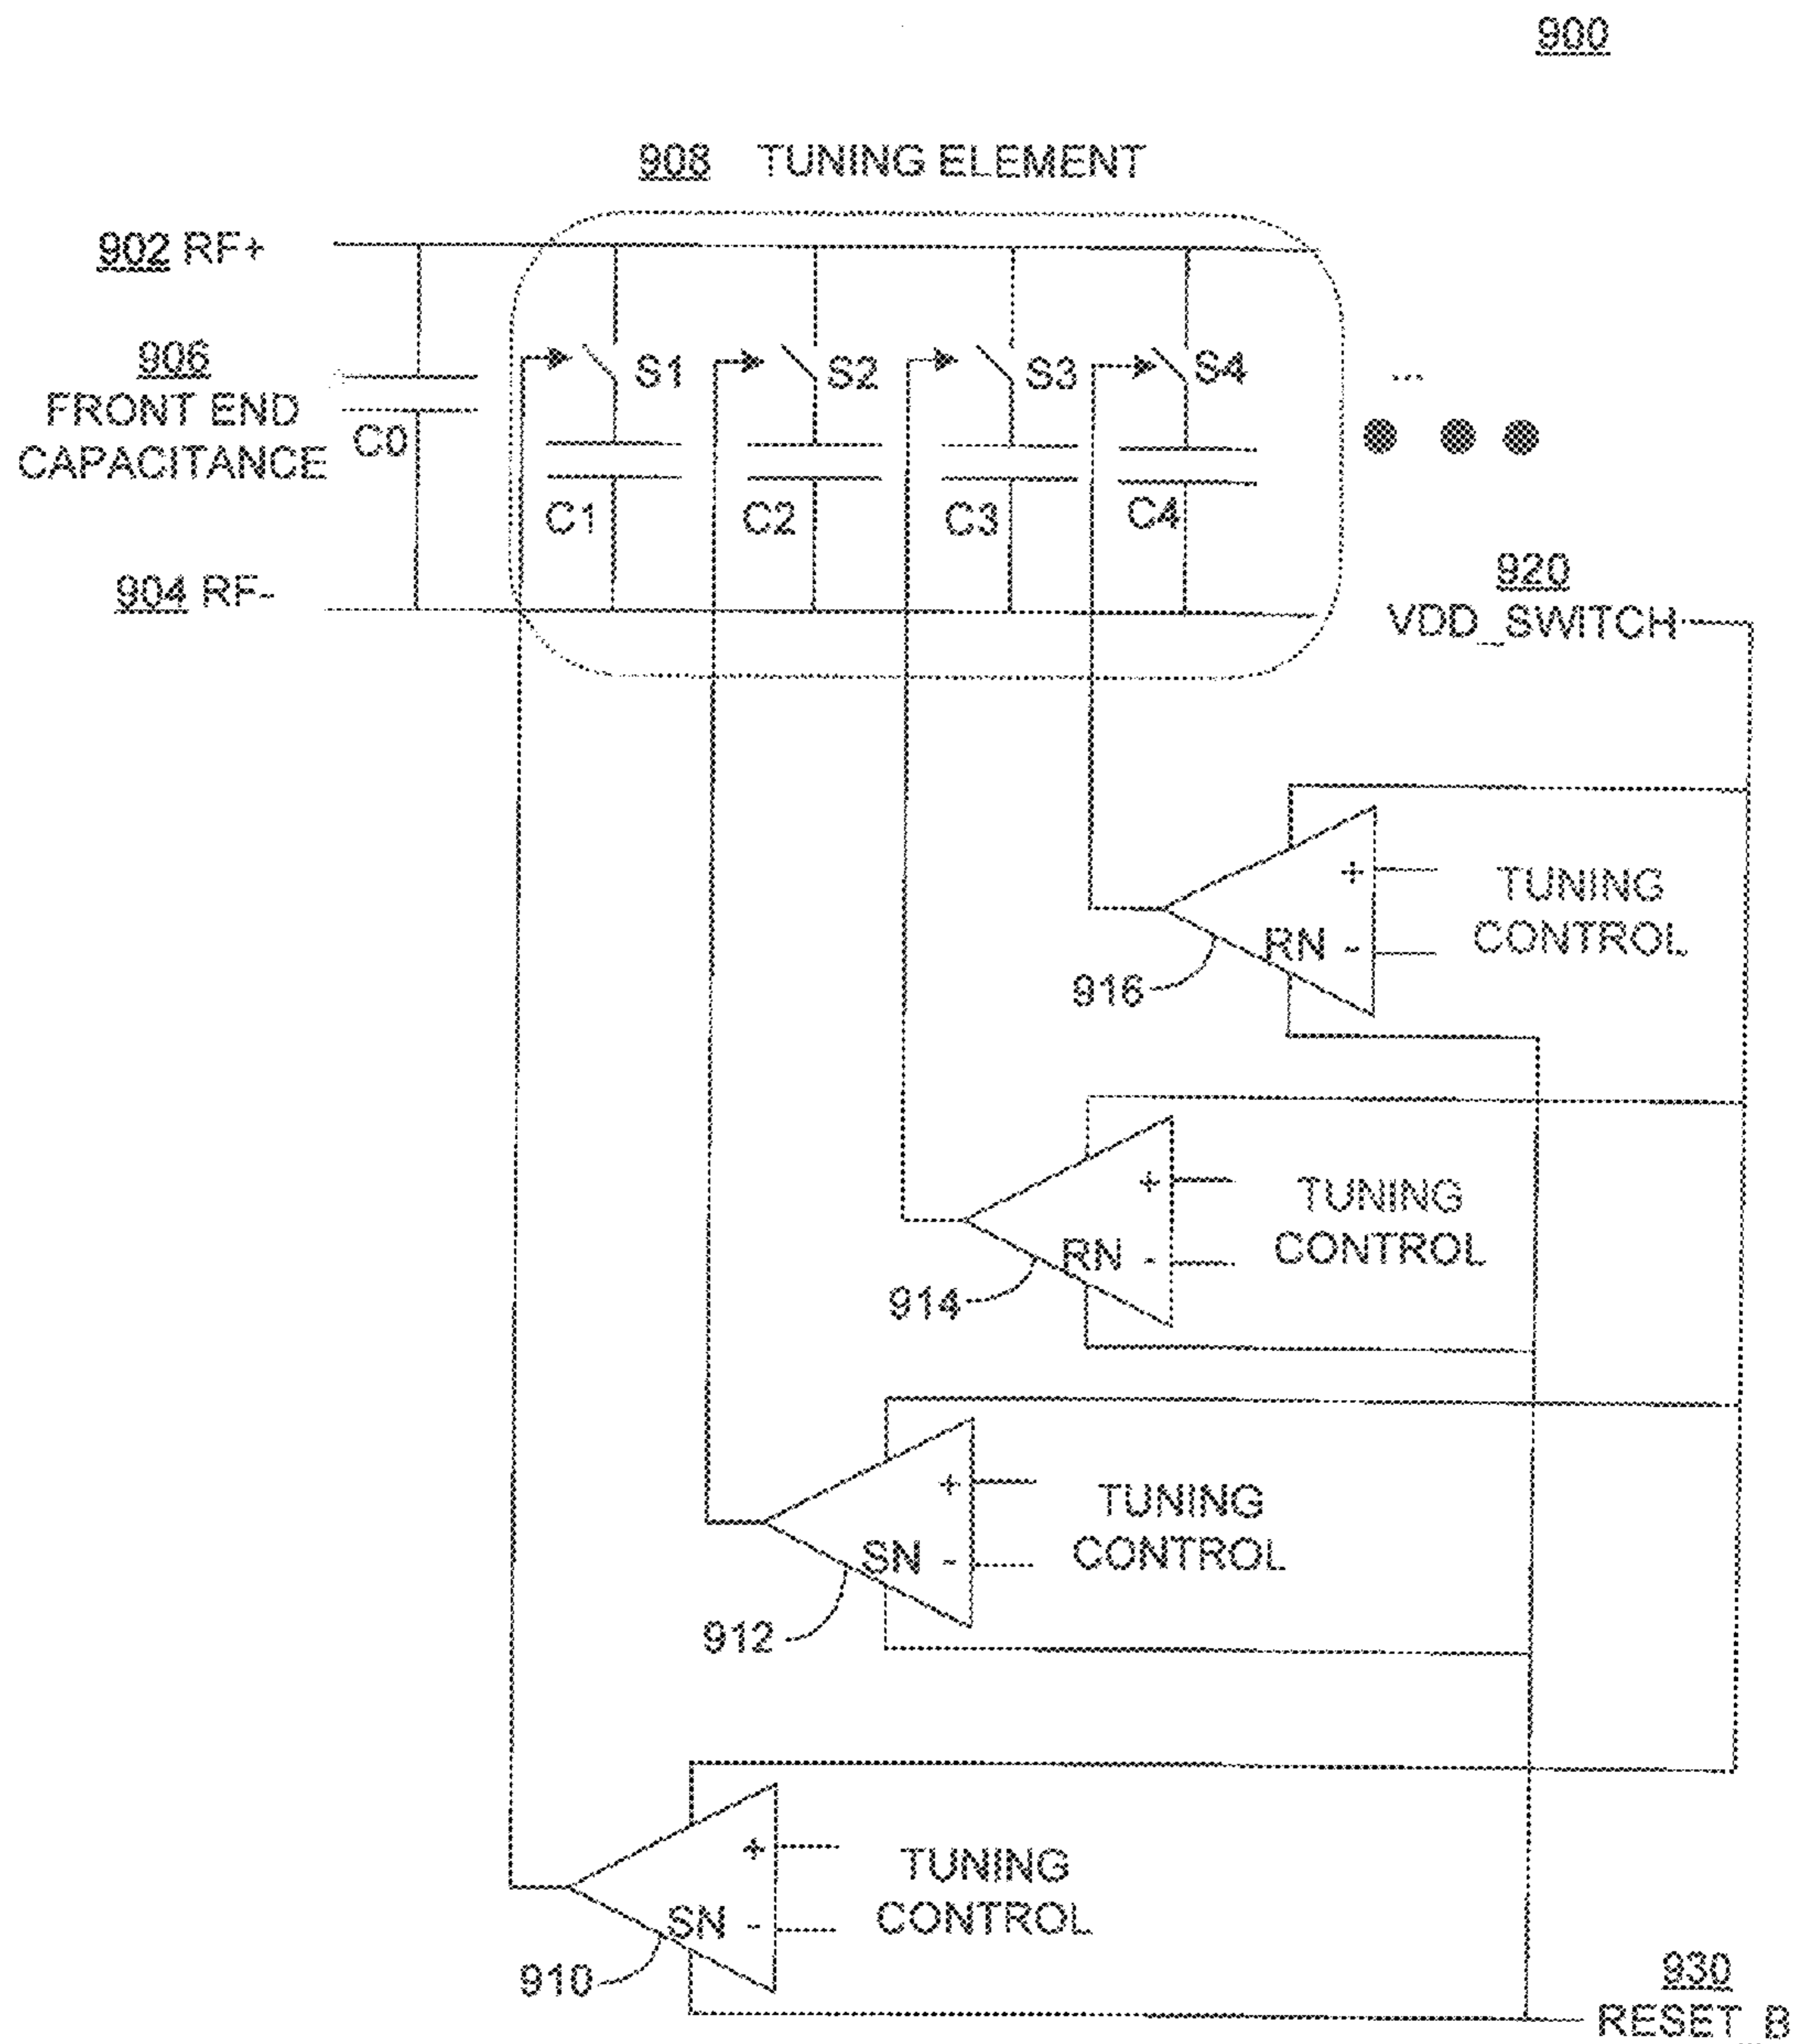 900
908 TUNING ELEMENT
902 RF+
906
FRONT END
CAPACITANCE
C0
S1
S2
S3
S4
...
C1
C2
C3
C4
904 RF-
920
VDD_SWITCH
+
RN -
TUNING
CONTROL
916
+
RN -
TUNING
CONTROL
914
+
SN -
TUNING
CONTROL
912
+
SN -
TUNING
CONTROL
910
930
RESET_B